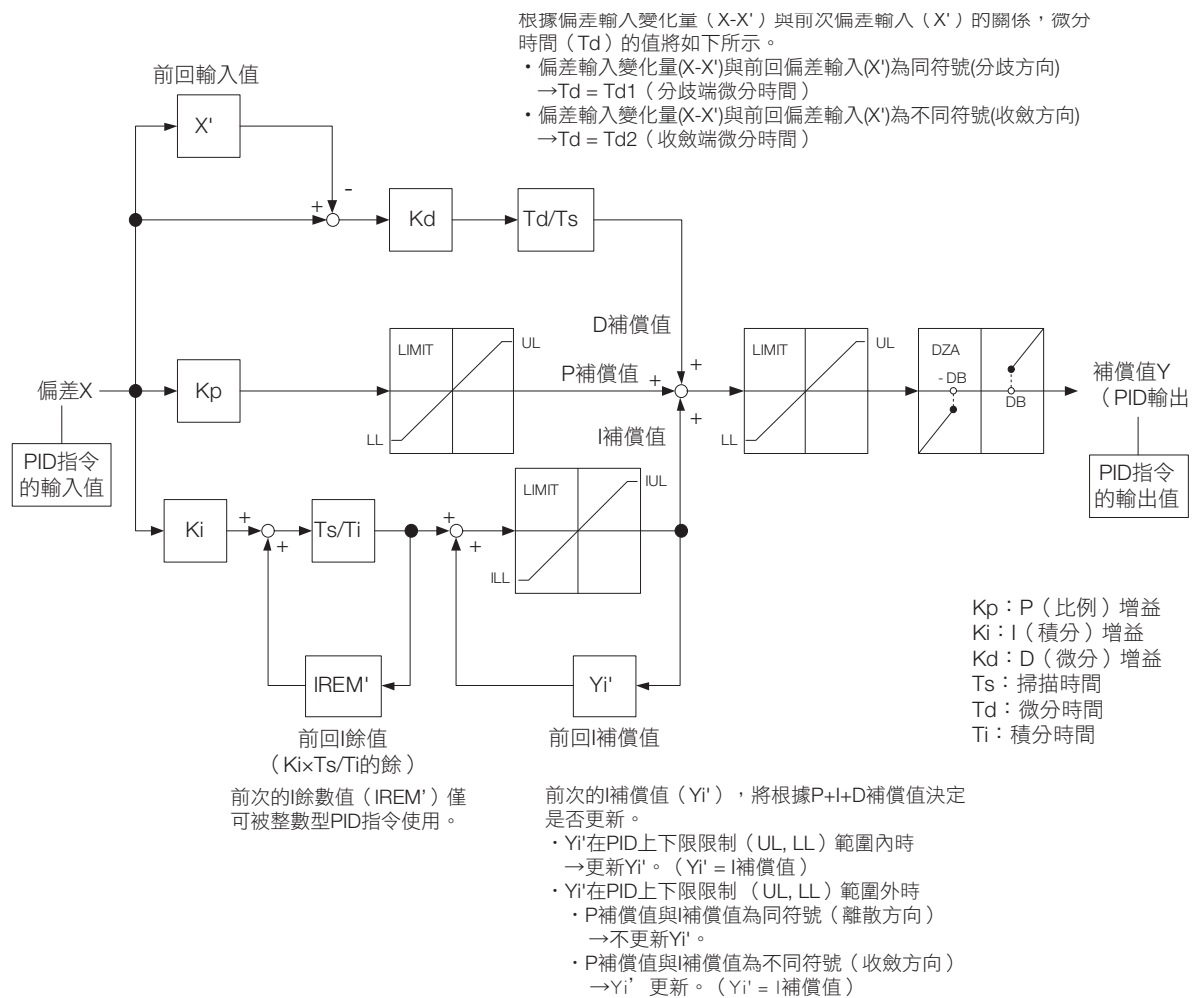 根據偏差輸入變化量（X-X'）與前次偏差輸入（X'）的關係，微分
時間（Td）的值將如下所示。
・偏差輸入變化量(X-X')與前回偏差輸入(X')為同符號(分歧方向)
→Td = Td1（分歧端微分時間）
・偏差輸入變化量(X-X')與前回偏差輸入(X')為不同符號(收斂方向)
→Td = Td2（收斂端微分時間）
前回輸入值
X'
-
+
Kd
Td/Ts
D補償值
LIMIT
UL
LL
P補償值
+
+
+
I補償值
LIMIT
UL
LL
DZA
- DB
DB
偏差X
Kp
補償值Y
（PID輸出
PID指令
的輸入值
PID指令
的輸出值
Ki
+
+
Ts/Ti
+
+
LIMIT
IUL
ILL
IREM'
Yi'
前回I餘值
（Ki×Ts/Ti的餘）
前次的I餘數值（IREM'）僅
可被整數型PID指令使用。
前回I補償值
Kp：P（比例）增益
Ki：I（積分）增益
Kd：D（微分）增益
Ts：掃描時間
Td：微分時間
Ti：積分時間
前次的I補償值（Yi'），將根據P+I+D補償值決定
是否更新。
・Yi'在PID上下限限制（UL, LL）範圍內時
→更新Yi'。（Yi' = I補償值）
・Yi'在PID上下限限制 （UL, LL）範圍外時
・P補償值與I補償值為同符號（離散方向）
→不更新Yi'。
・P補償值與I補償值為不同符號（收斂方向）
→Yi’ 更新。（Yi' = I補償值）